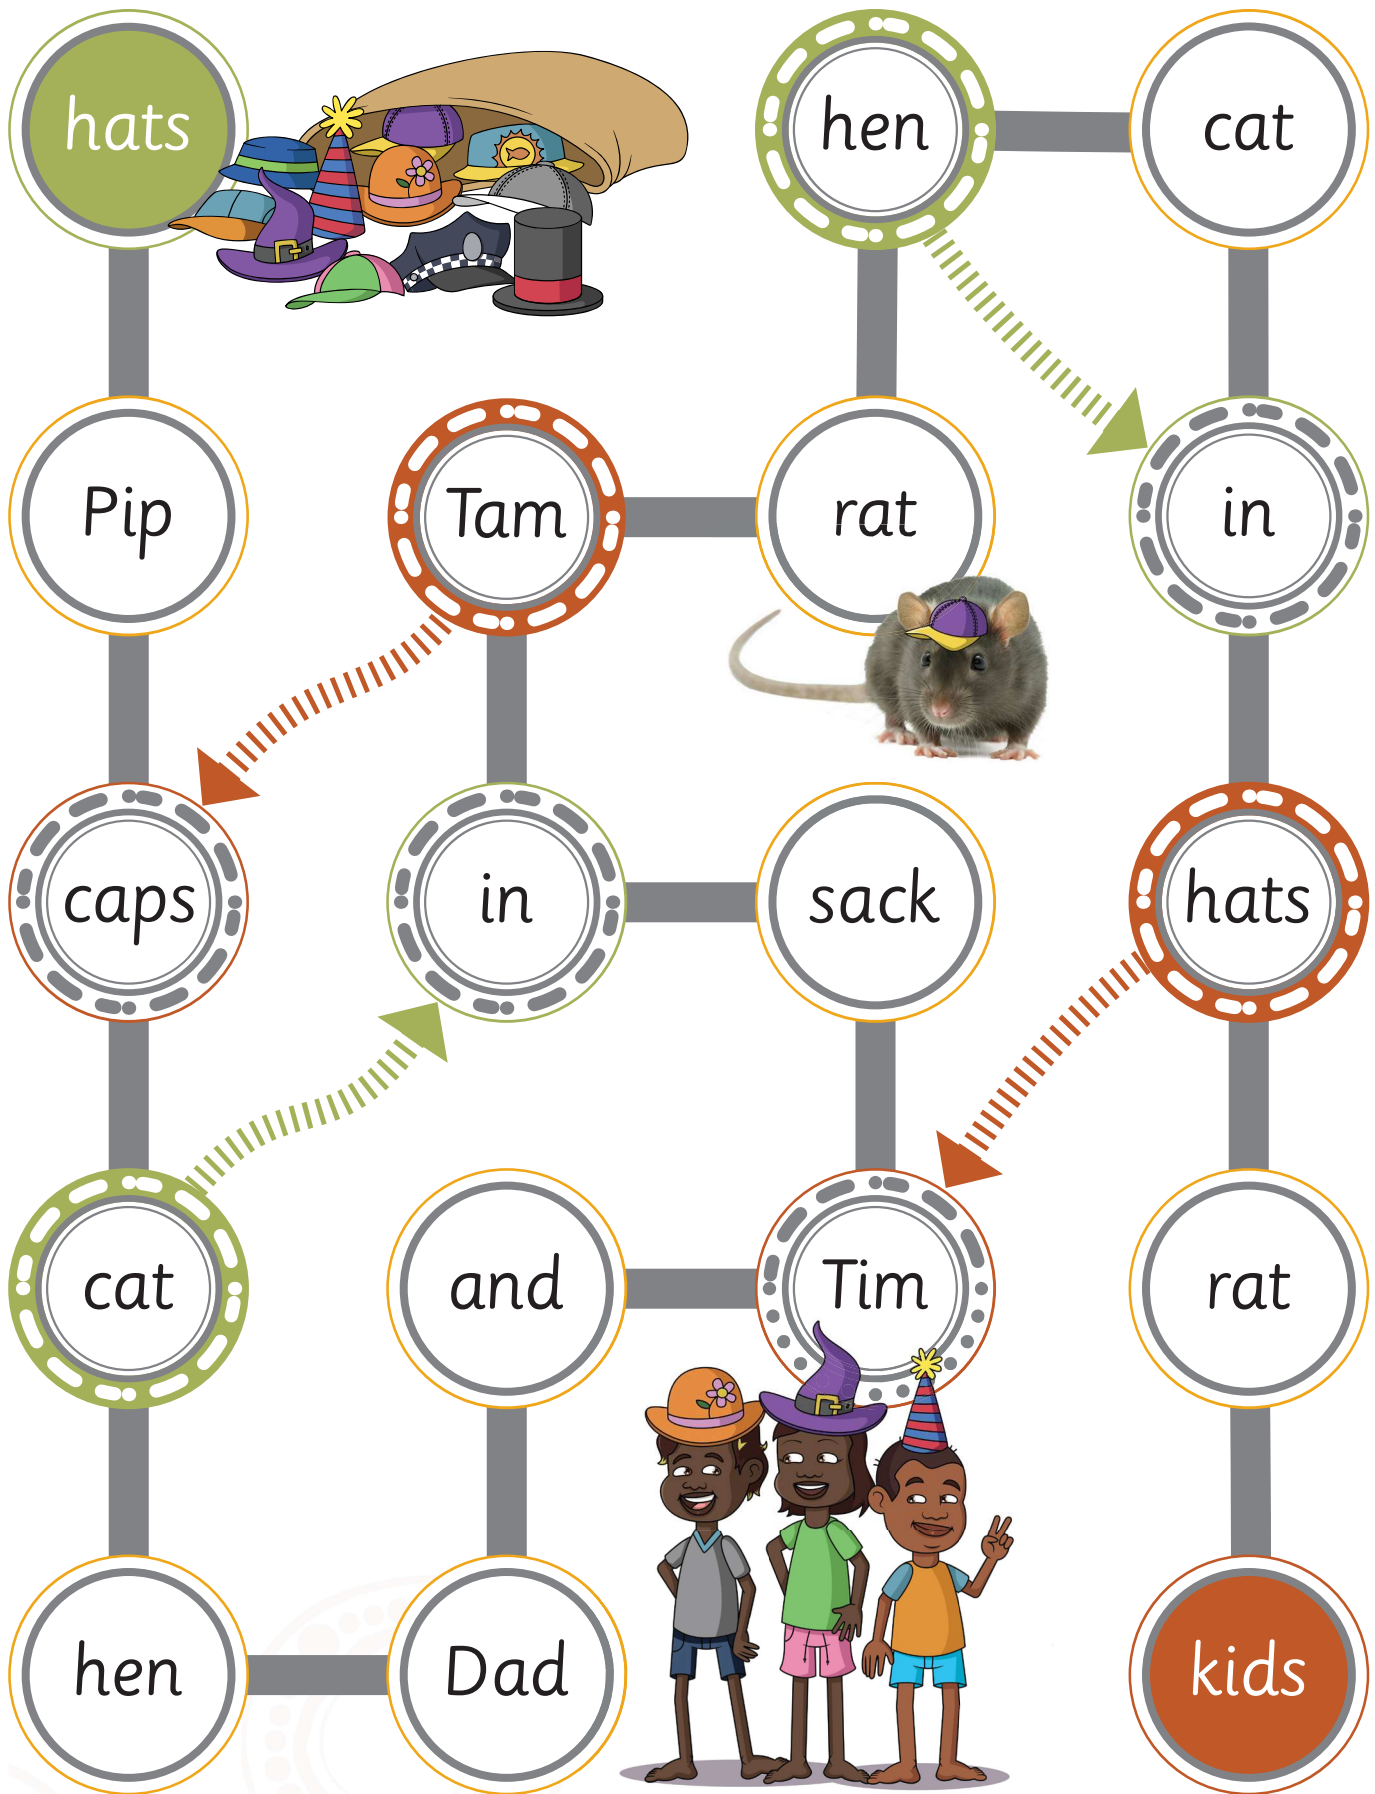 hats
hen
cat
Pip
Tam
rat
in
caps
in
sack
hats
cat
and
Tim
rat
hen
Dad
kids